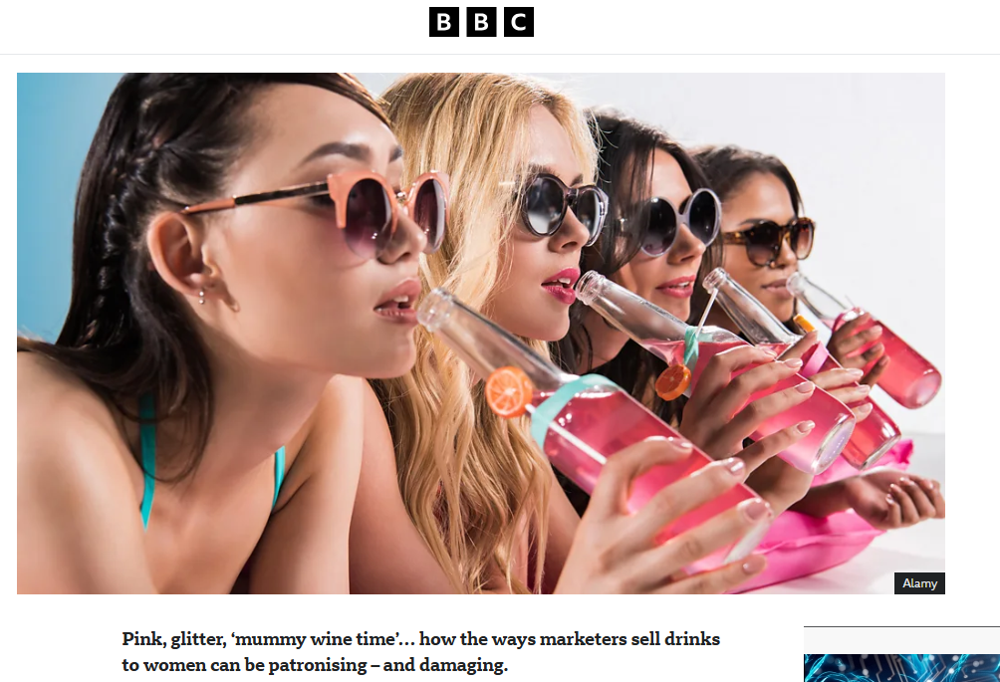 BBC
Alamy
Pink, glitter, ‘mummy wine time’… how the ways marketers sell drinks
to women can be patronising – and damaging.